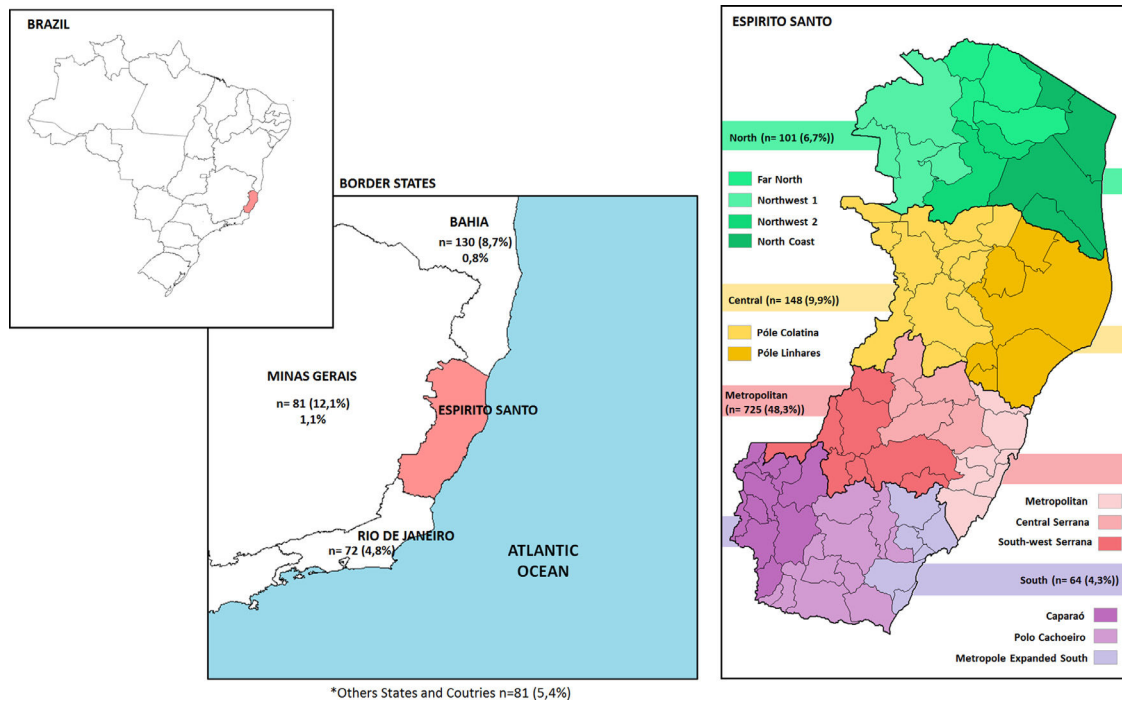 BRAZIL
BORDER STATES
BAHIA
n= 130 (8,7%)
0,8%
MINAS GERAIS
n= 81 (12,1%)
1,1%
ESPIRITO SANTO
RIO DE JANEIRO
n= 72 (4,8%)
ATLANTIC
OCEAN
*Others States and Coutries n=81 (5,4%)
ESPIRITO SANTO
North (n= 101 (6,7%))
Far North
Northwest 1
Northwest 2
North Coast
Central (n= 148 (9,9%))
Póle Colatina
Póle Linhares
Metropolitan
(n= 725 (48,3%))
Metropolitan
Central Serrana
South-west Serrana
South (n= 64 (4,3%))
Caparaó
Polo Cachoeiro
Metropole Expanded South